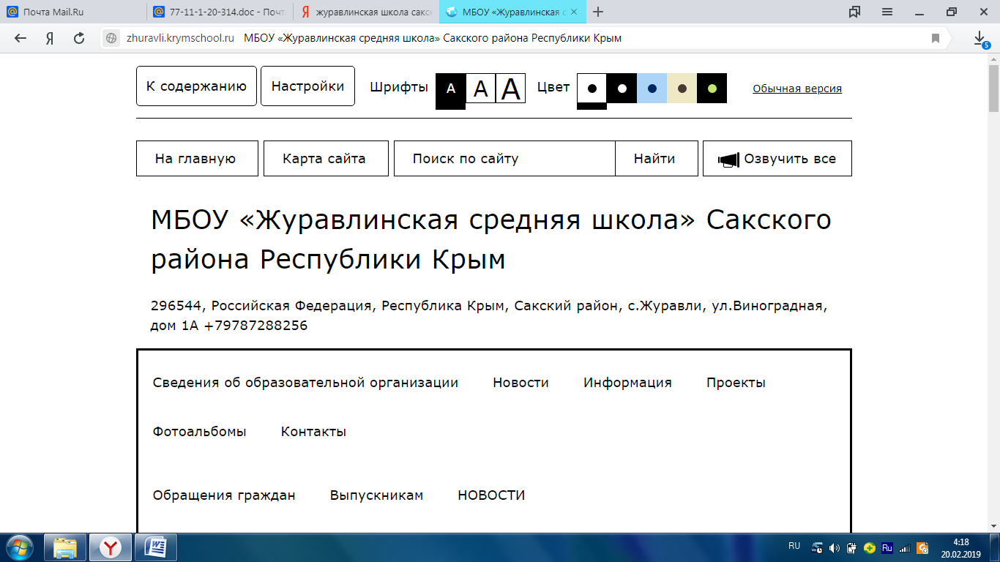 Почта Mail.Ru 77-11-1-20-314.doc - Почт журавлинская школа сакс МБОУ «Журавлинская с
zhuravli.krymschool.ru МБОУ «Журавлинская средняя школа» Сакского района Республики Крым 5
К содержанию Настройки Шрифты А А А Цвет Обычная версия
На главную Карта сайта Поиск по сайту Найти Озвучить все
МБОУ «Журавлинская средняя школа» Сакского
района Республики Крым
296544, Российская Федерация, Республика Крым, Сакский район, с.Журавли, ул.Виноградная,
дом 1А +79787288256
Сведения об образовательной организации Новости Информация Проекты
Фотоальбомы Контакты
Обращения граждан Выпускникам НОВОСТИ
RU Ru 4:18
20.02.2019